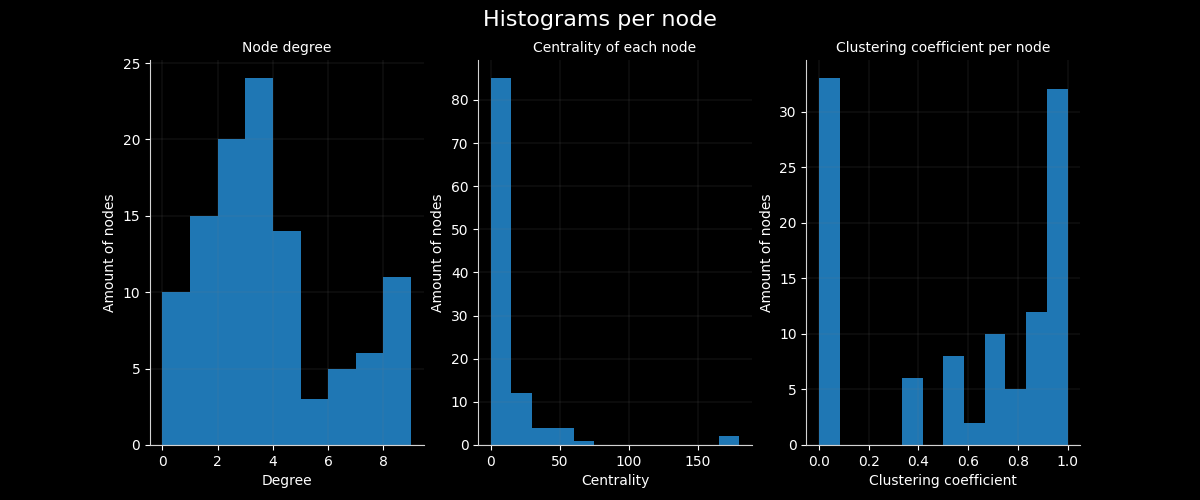 Histograms per node
Node degree
Centrality of each node
Clustering coefficient per node
25
20
15
10
5
0
Amount of nodes
0 2 4 6 8
Degree
80
70
60
50
40
30
20
10
0
Amount of nodes
0 50 100 150
Centrality
30
25
20
15
10
5
0
Amount of nodes
0.0 0.2 0.4 0.6 0.8 1.0
Clustering coefficient